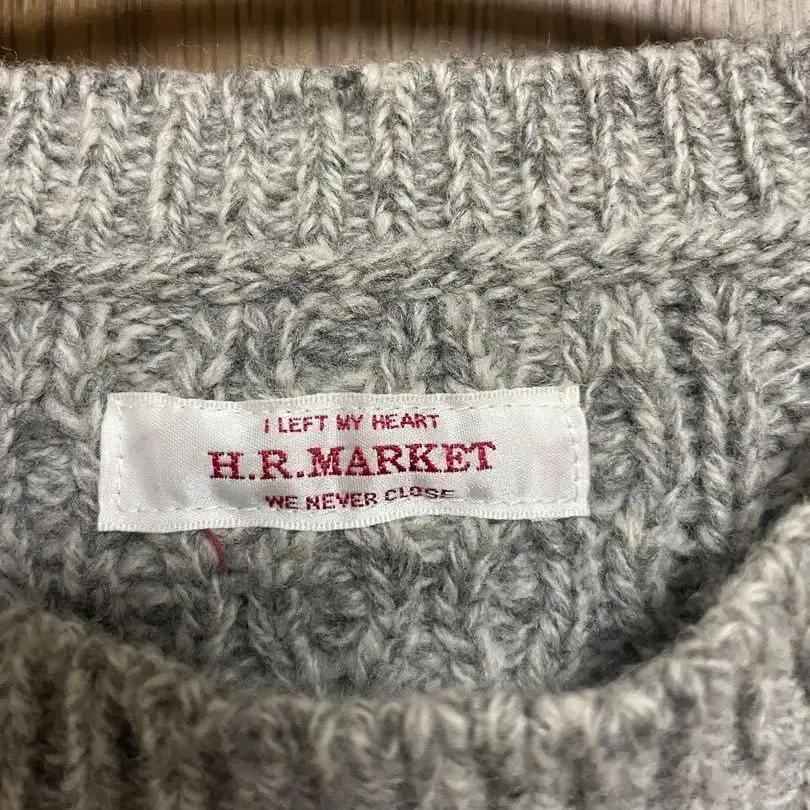 I LEFT MY HEART
H.R.MARKET
WE NEVER CLOSE